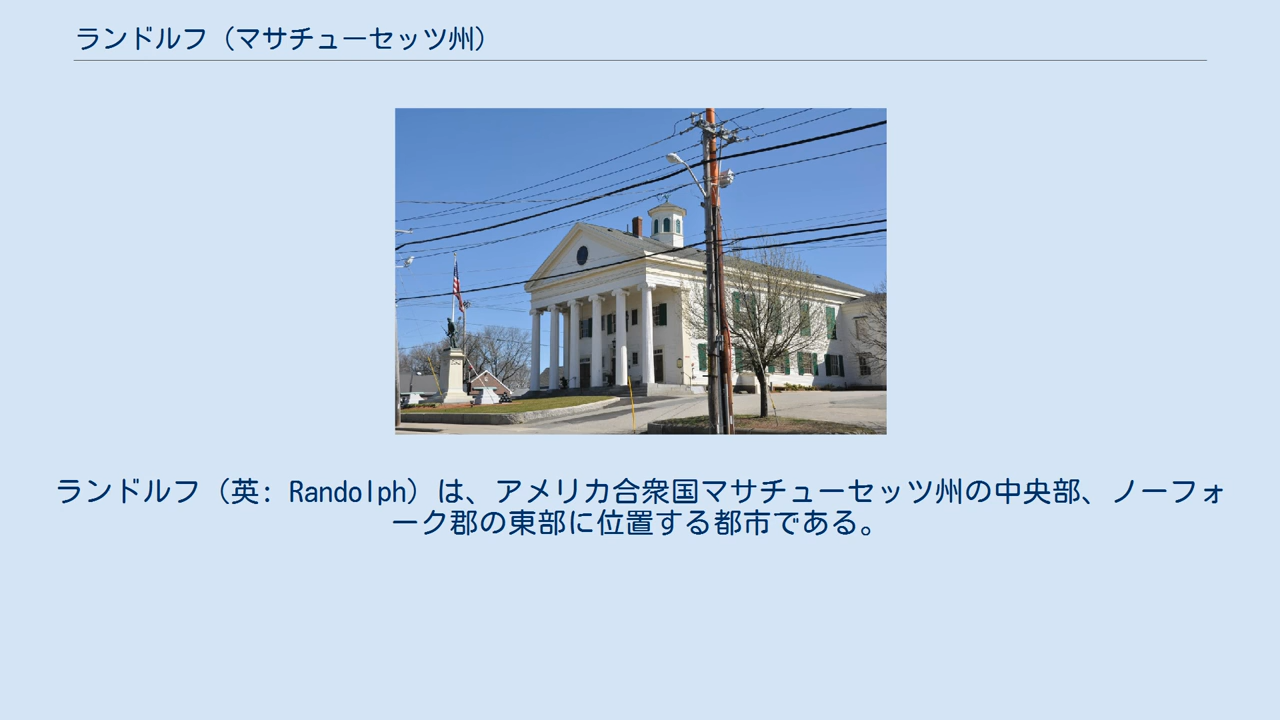 ランドルフ（マサチューセッツ州）
ランドルフ（英: Randolph）は、アメリカ合衆国マサチューセッツ州の中央部、ノーフォ
ーク郡の東部に位置する都市である。